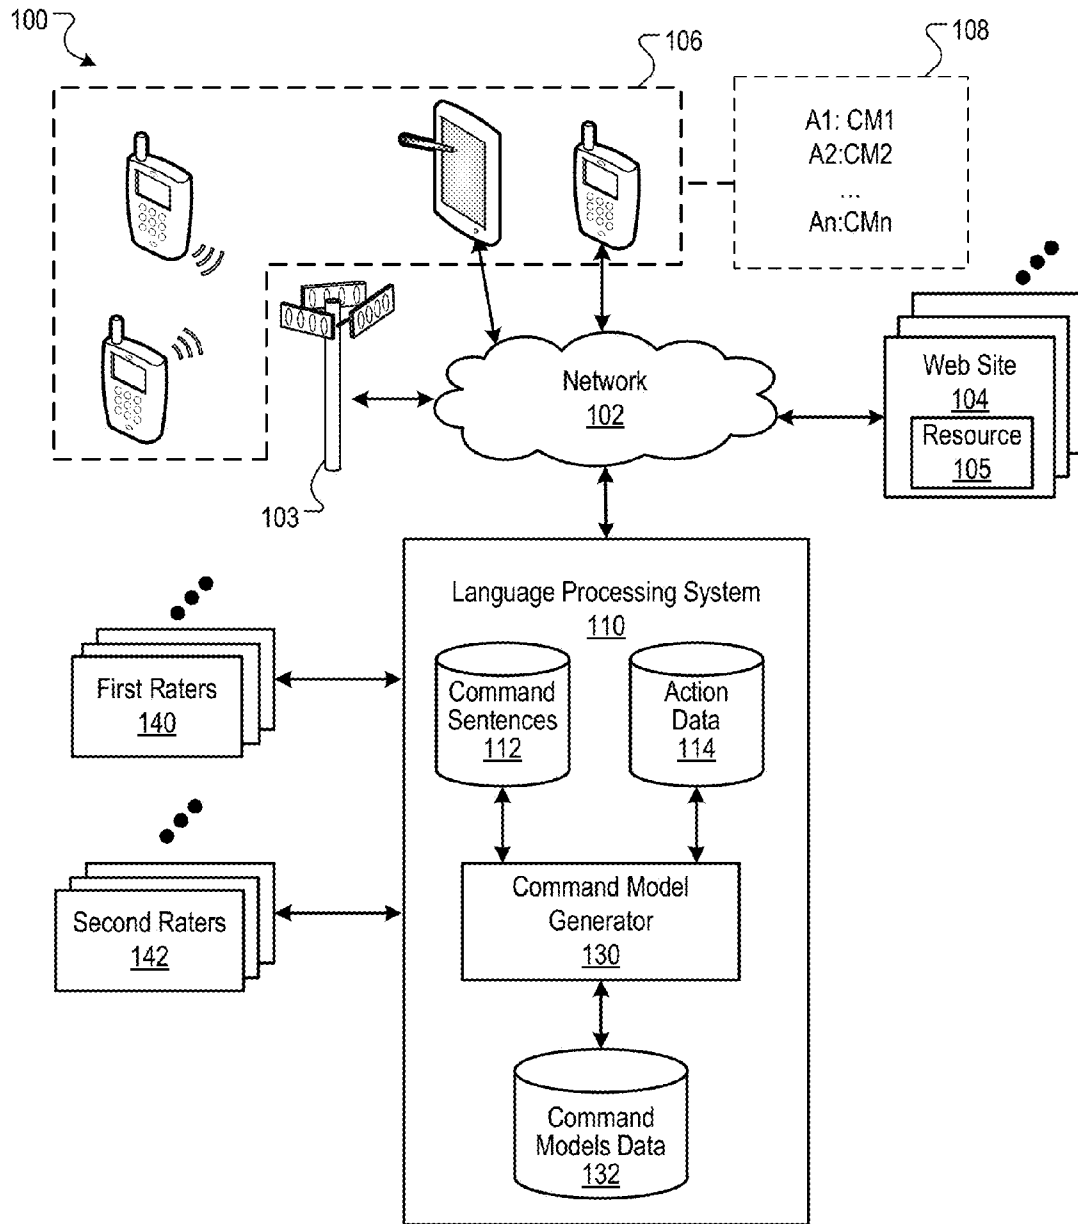 100
106
108
A1: CM1
A2:CM2
...
An:CMn
Network
102
Web Site
104
Resource
105
103
Language Processing System
110
Command
Sentences
112
Action
Data
114
First Raters
140
Command Model
Generator
130
Second Raters
142
Command
Models Data
132